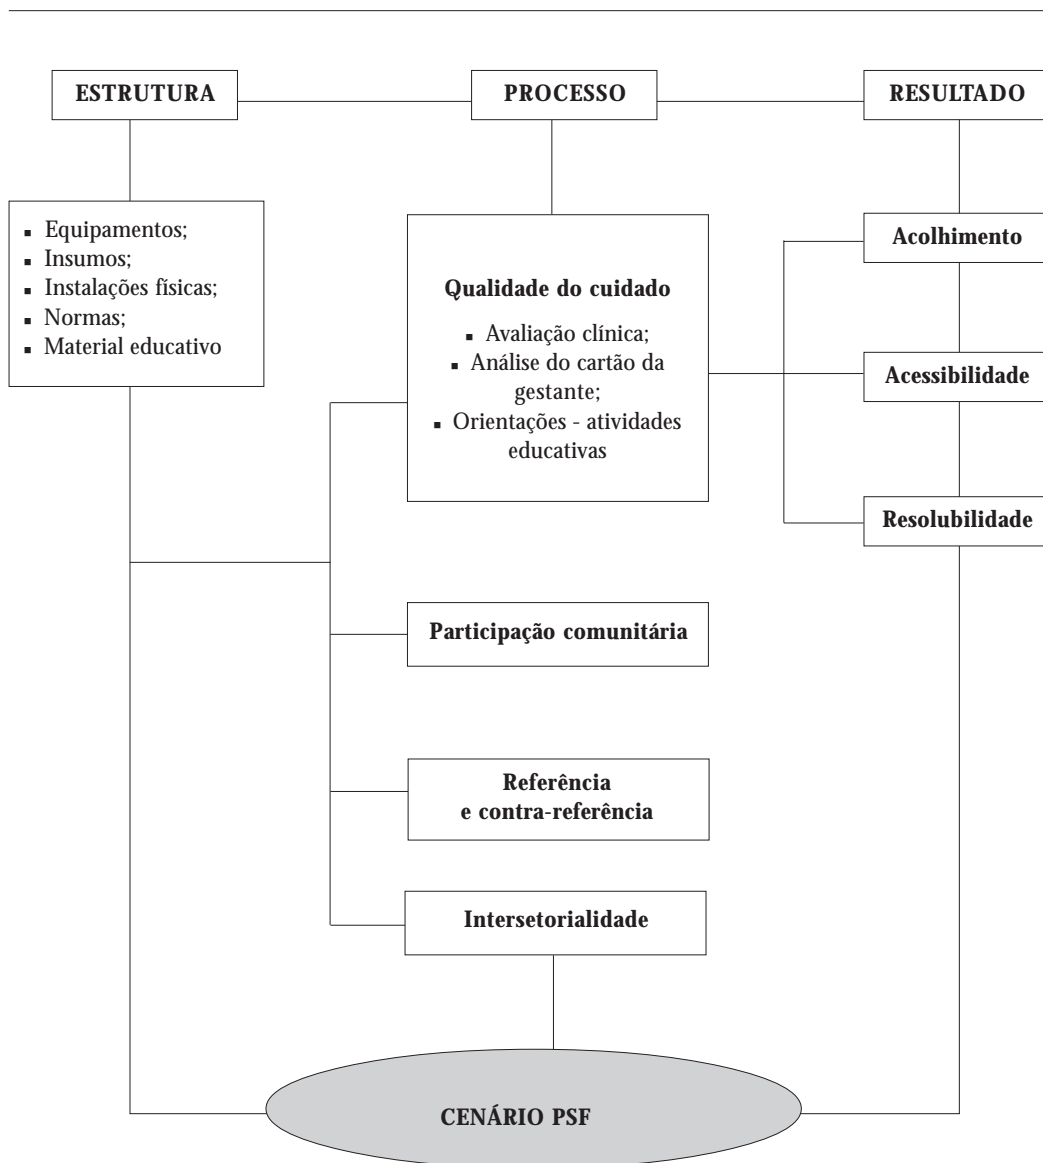 ESTRUTURA
PROCESSO
RESULTADO
▪ Equipamentos;
▪ Insumos;
▪ Instalações físicas;
▪ Normas;
▪ Material educativo
Qualidade do cuidado
▪ Avaliação clínica;
▪ Análise do cartão da
gestante;
▪ Orientações - atividades
educativas
Acolhimento
Acessibilidade
Resolubilidade
Participação comunitária
Referência
e contra-referência
Intersetorialidade
CENÁRIO PSF